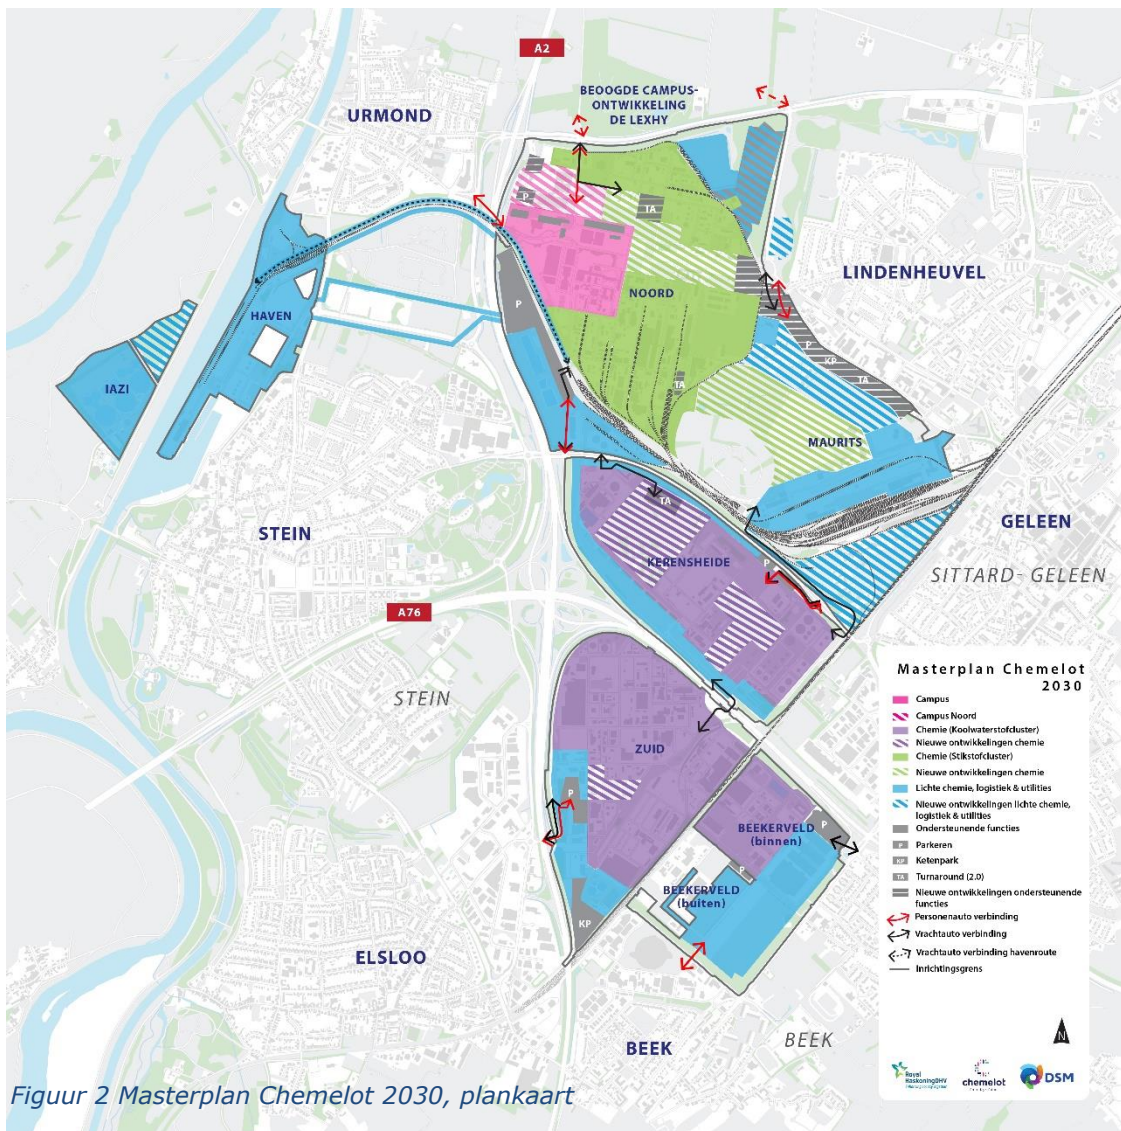 A2
BEOOGDE CAMPUS-
ONTWIKKELING
DE LEXHY
URMOND
P
TA
LINDENHEUVEL
NOORD
HAVEN
P
P
KP
TA
TA
IAZI
MAURITS
STEIN
TA
GELEEN
KERENSHEIDE
P
SITTARD- GELEEN
A76
STEIN
ZUID
P
BEEKERVELD
(binnen)
P
P
BEEKERVELD
(buiten)
KP
ELSLOO
BEEK
BEEK
Masterplan Chemelot
2030
Campus
Campus Noord
Chemie (Koolwaterstofcluster)
Nieuwe ontwikkelingen chemie
Chemie (Stikstofcluster)
Nieuwe ontwikkelingen chemie
Lichte chemie, logistiek & utilities
Nieuwe ontwikkelingen lichte chemie,
logistiek & utilities
Ondersteunende functies
P Parkeren
KP Ketenpark
TA Turnaround (2.0)
Nieuwe ontwikkelingen ondersteunende
functies
Personenauto verbinding
Vrachtauto verbinding
Vrachtauto verbinding havenroute
Inrichtingsgrens
N
Royal
HaskoningDHV
chemelot
DSM
Figuur 2 Masterplan Chemelot 2030, plankaart